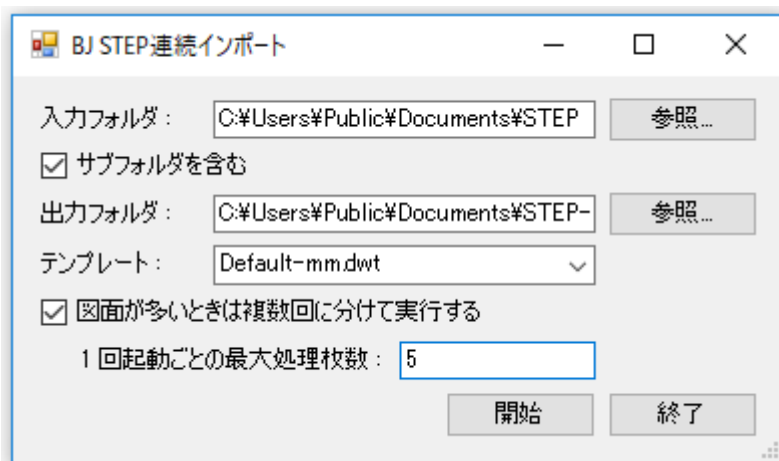 BJ STEP連続インポート
入力フォルダ： C:¥Users¥Public¥Documents¥STEP 参照...
サブフォルダを含む
出力フォルダ： C:¥Users¥Public¥Documents¥STEP- 参照...
テンプレート： Default-mm.dwt
図面が多いときは複数回に分けて実行する
1回起動ごとの最大処理枚数： 5
開始 終了